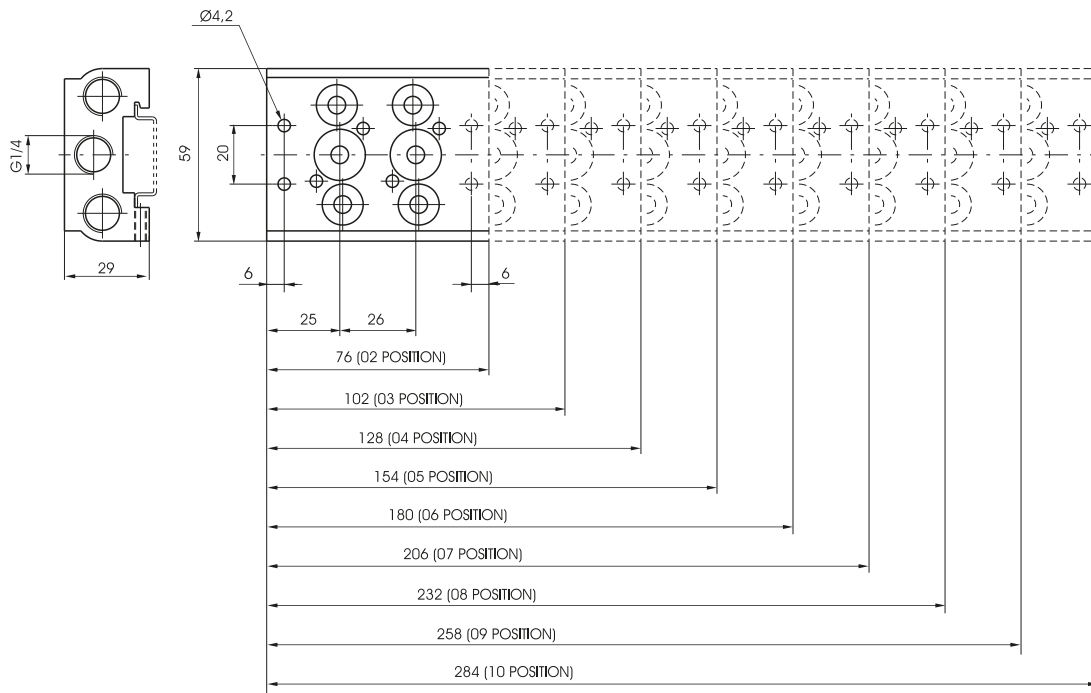 Ø4,2
G1/4
59
20
29
6
6
25
26
76 (02 POSITION)
102 (03 POSITION)
128 (04 POSITION)
154 (05 POSITION)
180 (06 POSITION)
206 (07 POSITION)
232 (08 POSITION)
258 (09 POSITION)
284 (10 POSITION)